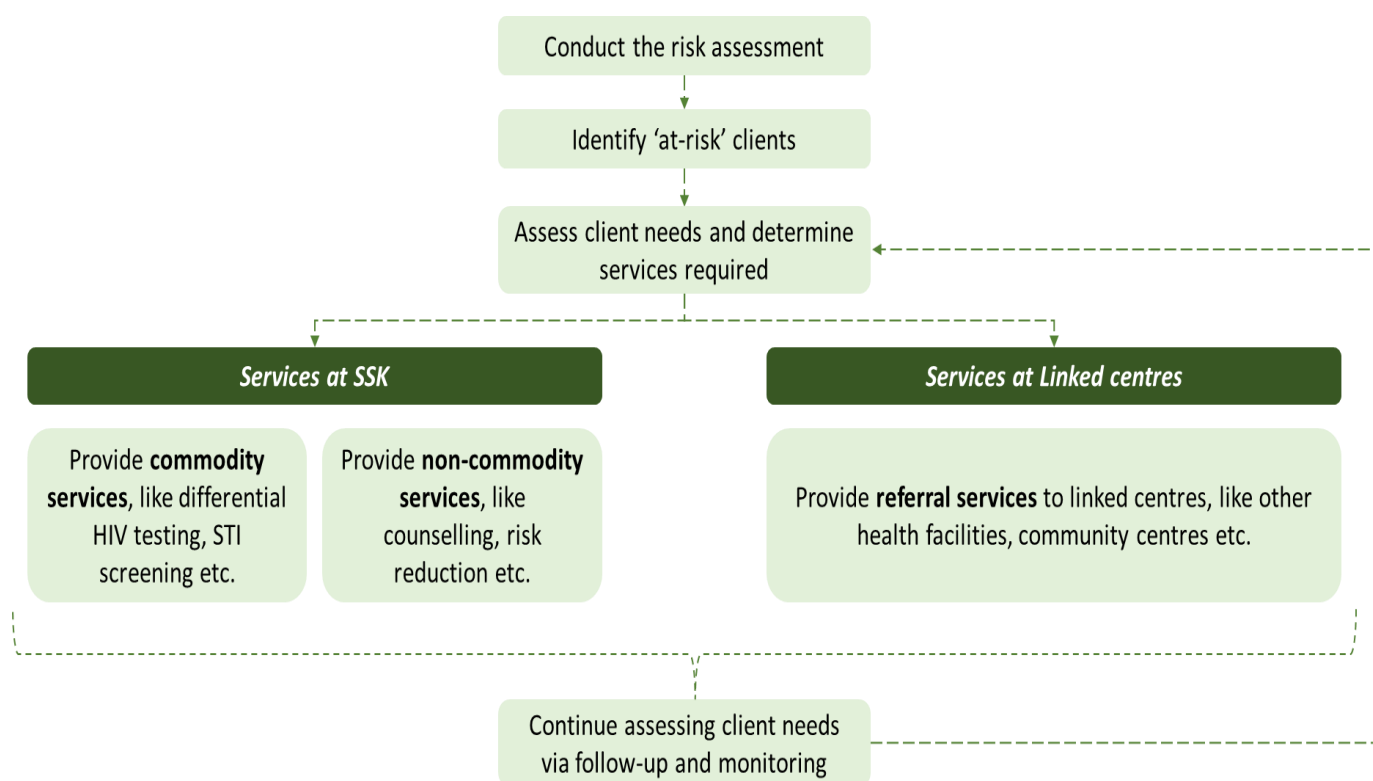 Conduct the risk assessment
Identify ‘at-risk’ clients
Assess client needs and determine
services required
Services at SSK
Services at Linked centres
Provide commodity
services, like differential
HIV testing, STI
screening etc.
Provide non-commodity
services, like
counselling, risk
reduction etc.
Provide referral services to linked centres, like other
health facilities, community centres etc.
Continue assessing client needs
via follow-up and monitoring